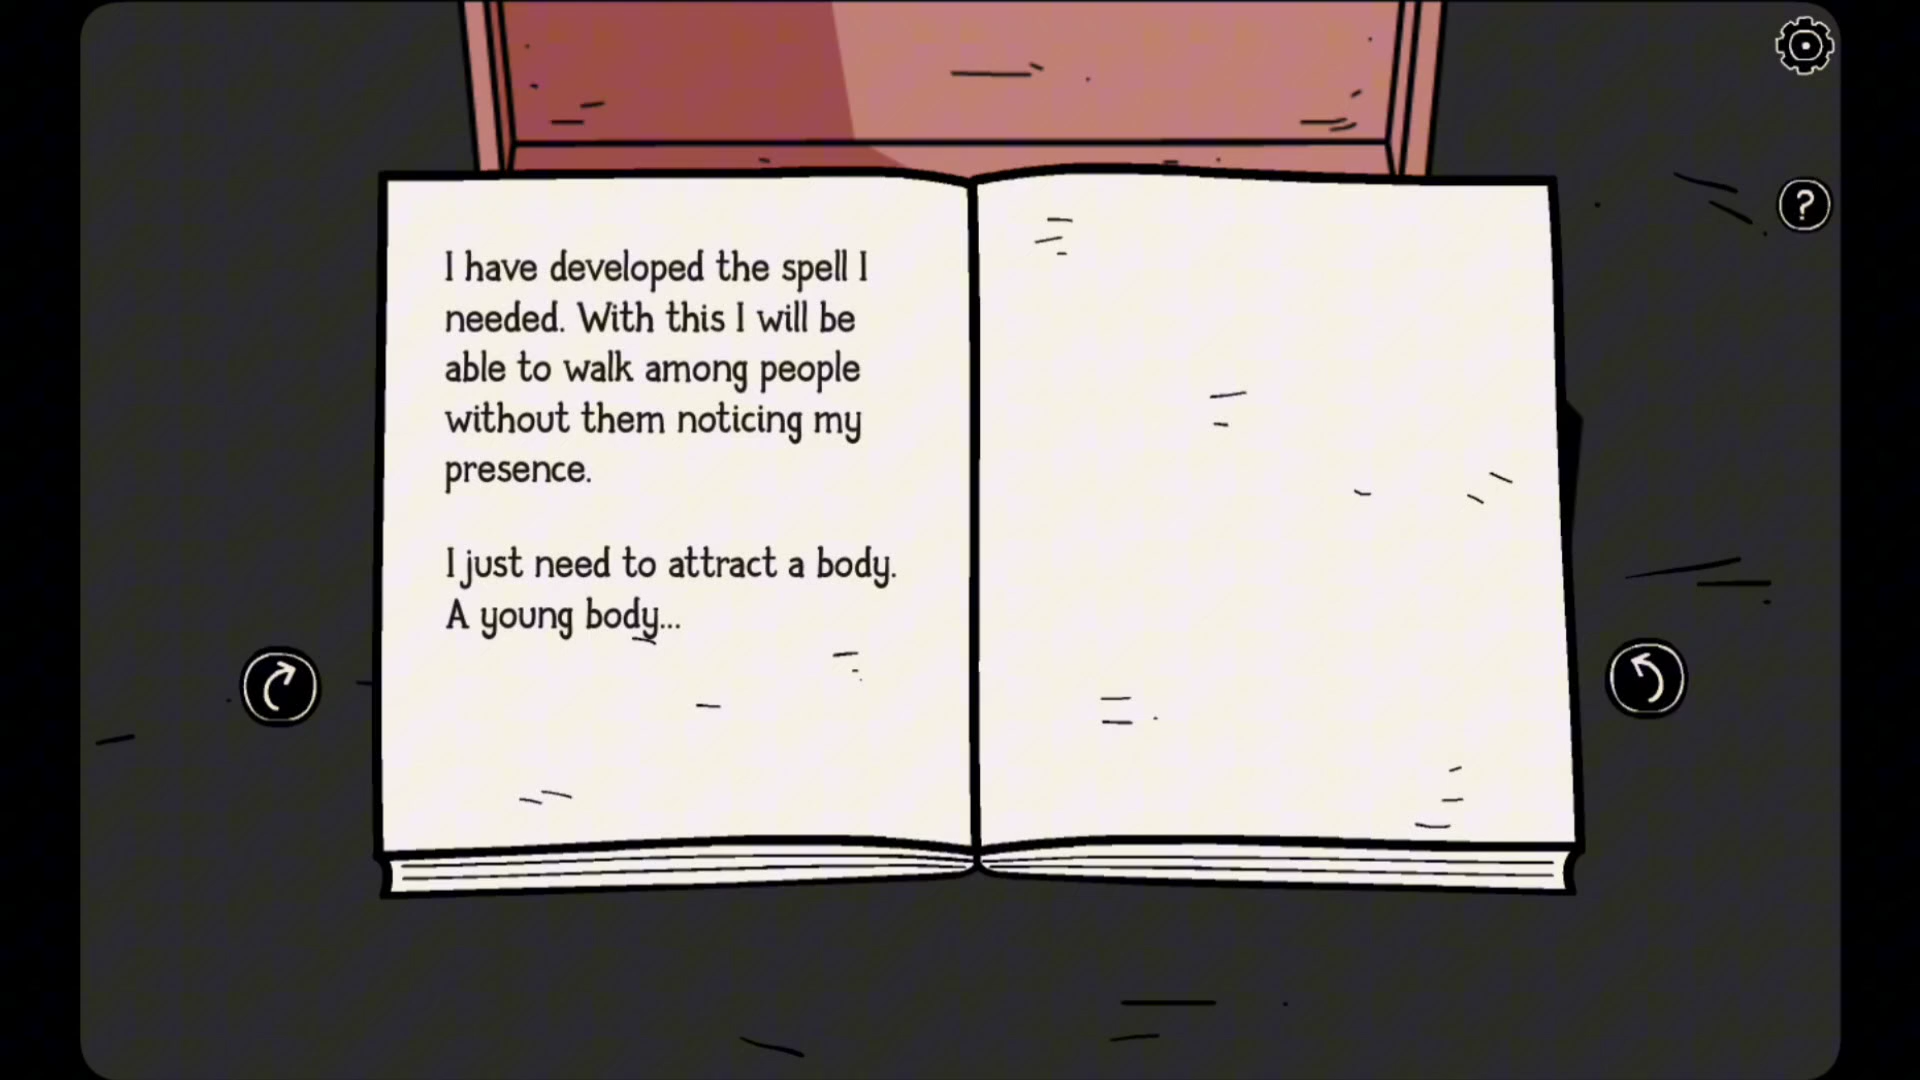 I have developed the spell I
needed. With this I will be
able to walk among people
without them noticing my
presence.
I just need to attract a body.
A young body...
?